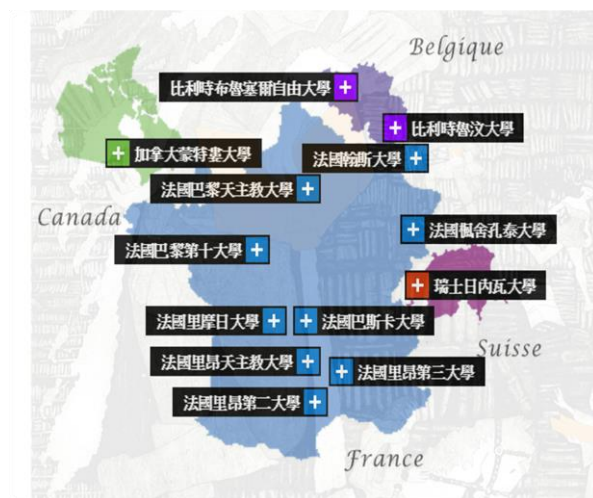 Belgique
比利時布魯塞爾自由大學
比利時魯汶大學
加拿大蒙特婁大學
法國翰斯大學
法國巴黎天主教大學
Canada
法國楓舍孔泰大學
法國巴黎第十大學
瑞士日內瓦大學
法國里摩日大學
法國巴斯卡大學
Suisse
法國里昂天主教大學
法國里昂第三大學
法國里昂第二大學
France